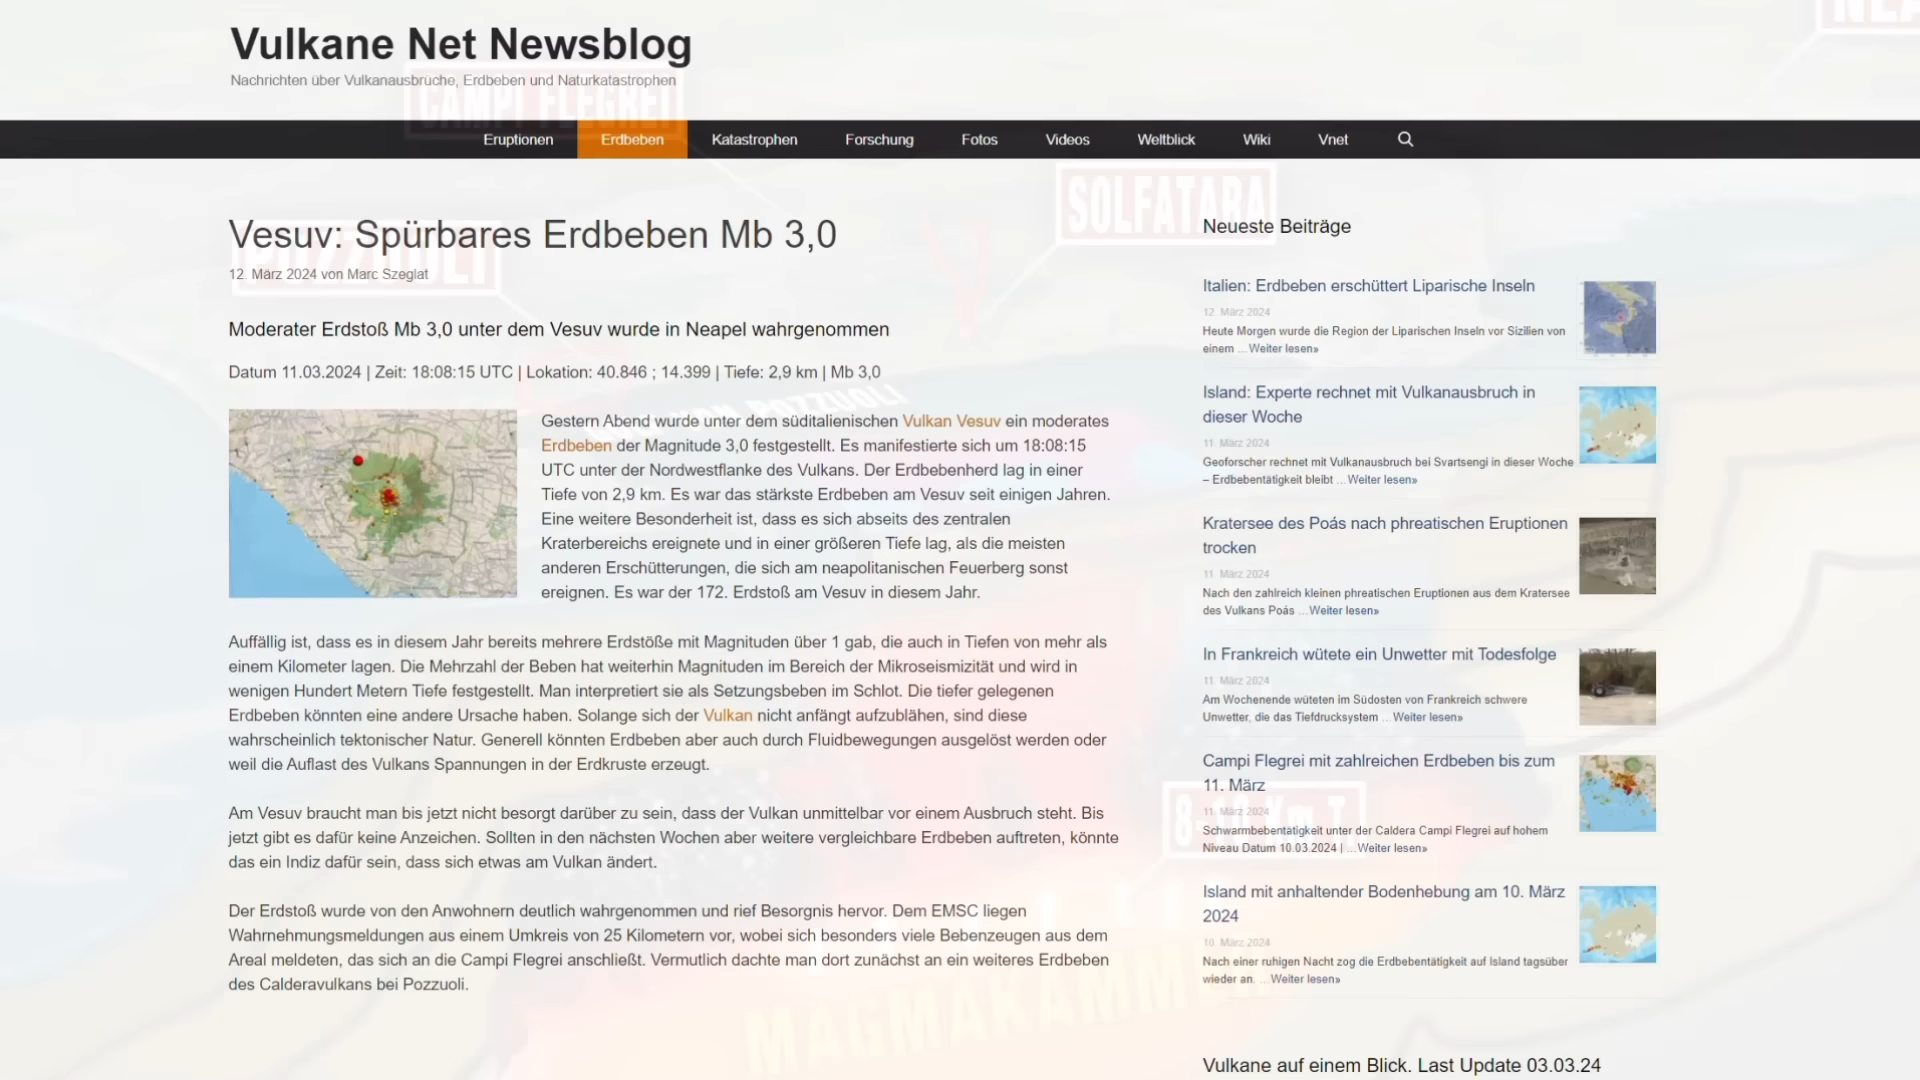 Vulkane Net Newsblog
Nachrichten über Vulkanausbrüche, Erdbeben und Naturkatastrophen
CAMPI FLEGREI
Eruptionen Erdbeben Katastrophen Forschung Fotos Videos Weltblick Wiki Vnet
SOLFATARA
POZZUOLI
Vesuv: Spürbares Erdbeben Mb 3,0
12. März 2024 von Marc Szeglat
Moderater Erdstoß Mb 3,0 unter dem Vesuv wurde in Neapel wahrgenommen
Datum 11.03.2024 | Zeit: 18:08:15 UTC | Lokation: 40.846 ; 14.399 | Tiefe: 2,9 km | Mb 3,0
Gestern Abend wurde unter dem süditalienischen Vulkan Vesuv ein moderates
Erdbeben der Magnitude 3,0 festgestellt. Es manifestierte sich um 18:08:15
UTC unter der Nordwestflanke des Vulkans. Der Erdbebenherd lag in einer
Tiefe von 2,9 km. Es war das stärkste Erdbeben am Vesuv seit einigen Jahren.
Eine weitere Besonderheit ist, dass es sich abseits des zentralen
Kraterbereichs ereignete und in einer größeren Tiefe lag, als die meisten
anderen Erschütterungen, die sich am neapolitanischen Feuerberg sonst
ereignen. Es war der 172. Erdstoß am Vesuv in diesem Jahr.
Auffällig ist, dass es in diesem Jahr bereits mehrere Erdstöße mit Magnituden über 1 gab, die auch in Tiefen von mehr als
einem Kilometer lagen. Die Mehrzahl der Beben hat weiterhin Magnituden im Bereich der Mikroseismizität und wird in
wenigen Hundert Metern Tiefe festgestellt. Man interpretiert sie als Setzungsbeben im Schlot. Die tiefer gelegenen
Erdbeben könnten eine andere Ursache haben. Solange sich der Vulkan nicht anfängt aufzublähen, sind diese
wahrscheinlich tektonischer Natur. Generell könnten Erdbeben aber auch durch Fluidbewegungen ausgelöst werden oder
weil die Auflast des Vulkans Spannungen in der Erdkruste erzeugt.
Am Vesuv braucht man bis jetzt nicht besorgt darüber zu sein, dass der Vulkan unmittelbar vor einem Ausbruch steht. Bis
jetzt gibt es dafür keine Anzeichen. Sollten in den nächsten Wochen aber weitere vergleichbare Erdbeben auftreten, könnte
das ein Indiz dafür sein, dass sich etwas am Vulkan ändert.
Der Erdstoß wurde von den Anwohnern deutlich wahrgenommen und rief Besorgnis hervor. Dem EMSC liegen
Wahrnehmungsmeldungen aus einem Umkreis von 25 Kilometern vor, wobei sich besonders viele Bebenzeugen aus dem
Areal meldeten, das sich an die Campi Flegrei anschließt. Vermutlich dachte man dort zunächst an ein weiteres Erdbeben
des Calderavulkans bei Pozzuoli.
MAGMAKAMM
Neueste Beiträge
Italien: Erdbeben erschüttert Liparische Inseln
12. März 2024
Heute Morgen wurde die Region der Liparischen Inseln vor Sizilien von
einem ...Weiter lesen»
Island: Experte rechnet mit Vulkanausbruch in
dieser Woche
11. März 2024
Geoforscher rechnet mit Vulkanausbruch bei Svartsengi in dieser Woche
– Erdbebentätigkeit bleibt ...Weiter lesen»
Kratersee des Poás nach phreatischen Eruptionen
trocken
11. März 2024
Nach den zahlreich kleinen phreatischen Eruptionen aus dem Kratersee
des Vulkans Poás ...Weiter lesen»
In Frankreich wütete ein Unwetter mit Todesfolge
11. März 2024
Am Wochenende wüteten im Südosten von Frankreich schwere
Unwetter, die das Tiefdrucksystem ...Weiter lesen»
Campi Flegrei mit zahlreichen Erdbeben bis zum
11. März
11. März 2024
Schwarmbebentätigkeit unter der Caldera Campi Flegrei auf hohem
Niveau Datum 10.03.2024 | ...Weiter lesen»
Island mit anhaltender Bodenhebung am 10. März
2024
10. März 2024
Nach einer ruhigen Nacht zog die Erdbebentätigkeit auf Island tagsüber
wieder an. ...Weiter lesen»
Vulkane auf einem Blick. Last Update 03.03.24